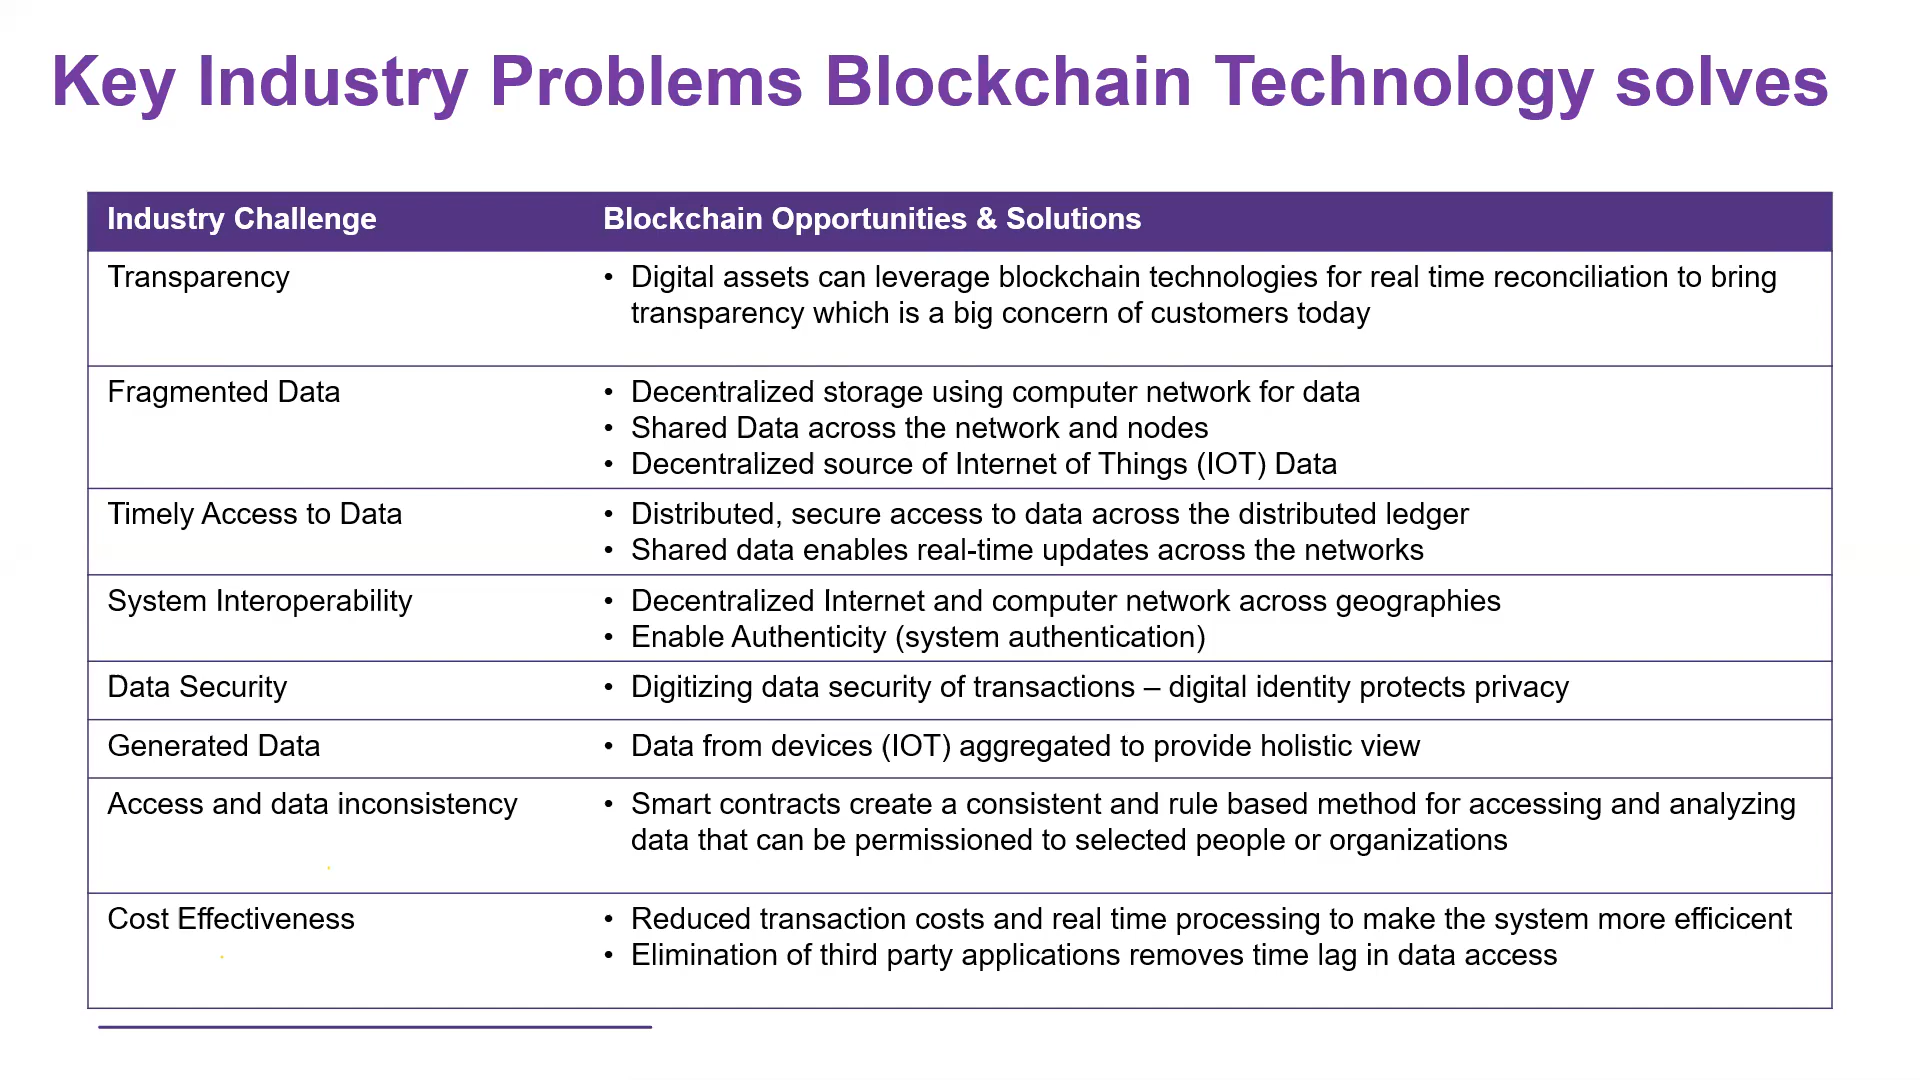 Key Industry Problems Blockchain Technology solves
Industry Challenge
Blockchain Opportunities & Solutions
Transparency
• Digital assets can leverage blockchain technologies for real time reconciliation to bring
transparency which is a big concern of customers today
Fragmented Data
• Decentralized storage using computer network for data
• Shared Data across the network and nodes
• Decentralized source of Internet of Things (IOT) Data
Timely Access to Data
• Distributed, secure access to data across the distributed ledger
• Shared data enables real-time updates across the networks
System Interoperability
• Decentralized Internet and computer network across geographies
• Enable Authenticity (system authentication)
Data Security
• Digitizing data security of transactions – digital identity protects privacy
Generated Data
• Data from devices (IOT) aggregated to provide holistic view
Access and data inconsistency
• Smart contracts create a consistent and rule based method for accessing and analyzing
data that can be permissioned to selected people or organizations
Cost Effectiveness
• Reduced transaction costs and real time processing to make the system more efficicent
• Elimination of third party applications removes time lag in data access